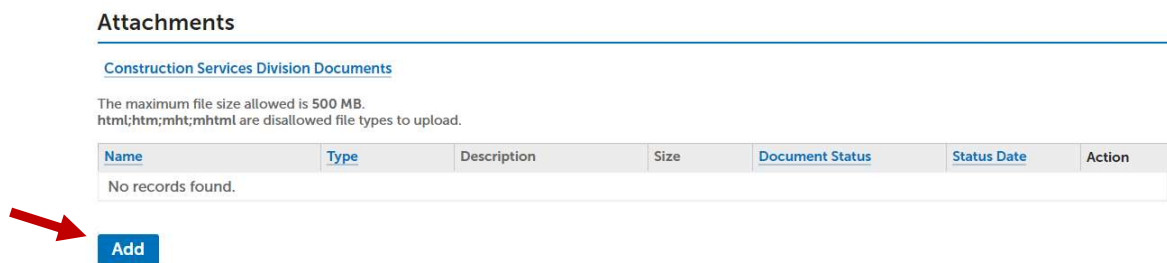 Attachments
Construction Services Division Documents
The maximum file size allowed is 500 MB.
html;htm;mht;mhtml are disallowed file types to upload.
Name Type Description Size Document Status Status Date Action
No records found.
Add